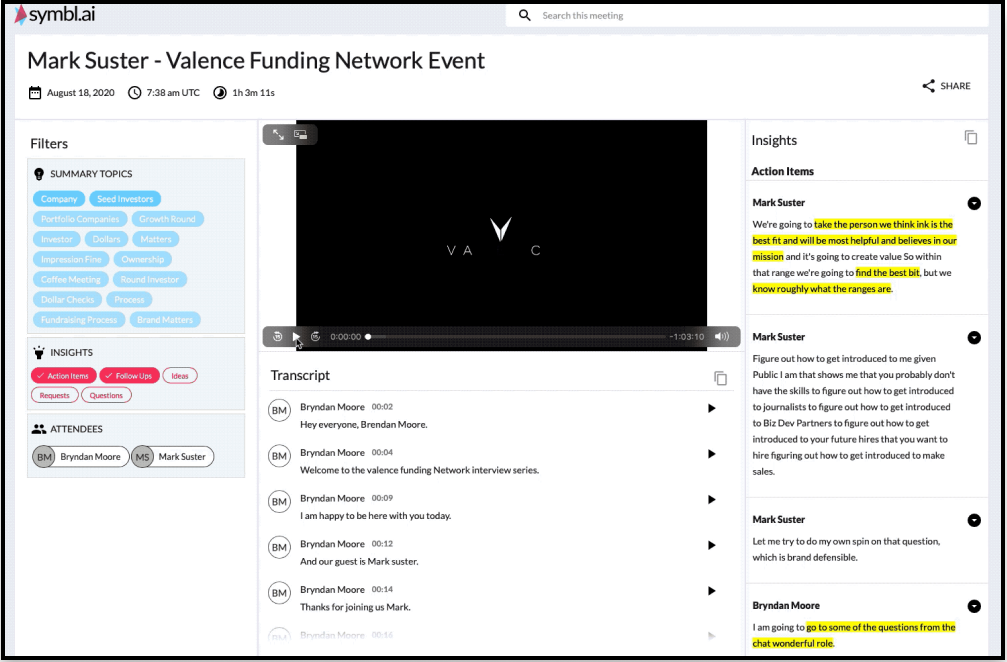 symbl.ai
Search this meeting
Mark Suster - Valence Funding Network Event
August 18, 2020 7:38 am UTC 1h 3m 11s
SHARE
Filters
SUMMARY TOPICS
Company Seed Investors
Portfolio Companies Growth Round
Investor Dollars Matters
Impression Fine Ownership
Coffee Meeting Round Investor
Dollar Checks Process
Fundraising Process Brand Matters
INSIGHTS
Action Items Follow Ups Ideas
Requests Questions
ATTENDEES
BM Bryndan Moore MS Mark Suster
VA C
0:00:00 -1:03:10
Transcript
BM Bryndan Moore 00:02
Hey everyone, Brendan Moore.
BM Bryndan Moore 00:04
Welcome to the valence funding Network interview series.
BM Bryndan Moore 00:09
I am happy to be here with you today.
BM Bryndan Moore 00:12
And our guest is Mark suster.
BM Bryndan Moore 00:14
Thanks for joining us Mark.
BM Bryndan Moore 00:16
Insights
Action Items
Mark Suster
We're going to take the person we think ink is the
best fit and will be most helpful and believes in our
mission and it's going to create value So within
that range we're going to find the best bit, but we
know roughly what the ranges are.
Mark Suster
Figure out how to get introduced to me given
Public I am that shows me that you probably don't
have the skills to figure out how to get introduced
to journalists to figure out how to get introduced
to Biz Dev Partners to figure out how to get
introduced to your future hires that you want to
hire figuring out how to get introduced to make
sales.
Mark Suster
Let me try to do my own spin on that question,
which is brand defensible.
Bryndan Moore
I am going to go to some of the questions from the
chat wonderful role.